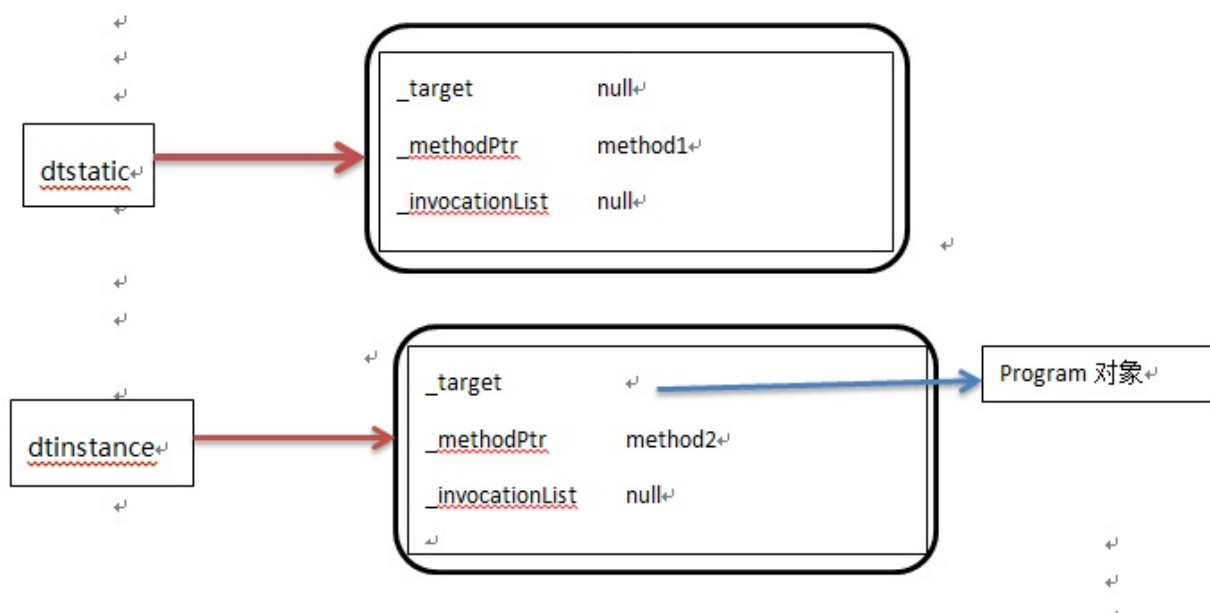 _target null
_methodPtr method1
dtstatic
_invocationList null
_target
Program 对象
_methodPtr method2
dtinstance
_invocationList null